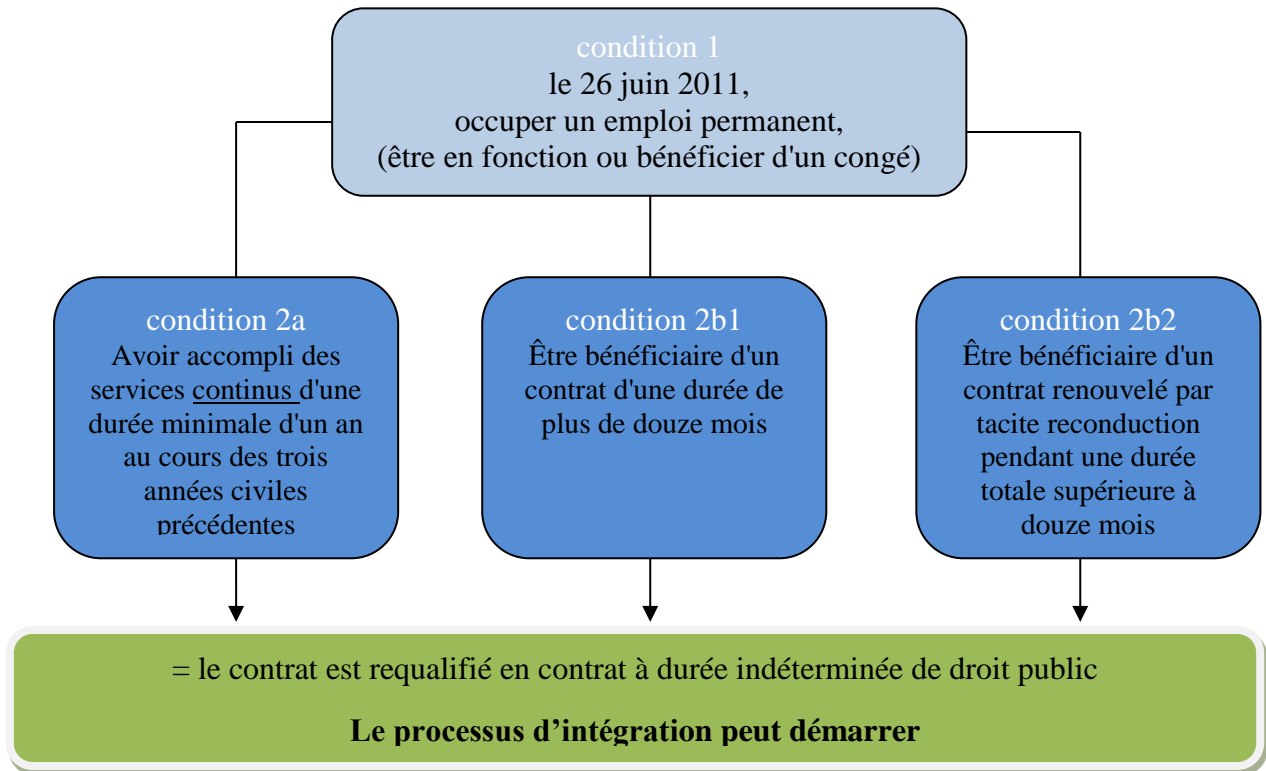 condition 1
le 26 juin 2011,
occuper un emploi permanent,
(être en fonction ou bénéficier d'un congé)
condition 2a
Avoir accompli des
services continus d'une
durée minimale d'un an
au cours des trois
années civiles
précédentes
condition 2b1
Être bénéficiaire d'un
contrat d'une durée de
plus de douze mois
condition 2b2
Être bénéficiaire d'un
contrat renouvelé par
tacite reconduction
pendant une durée
totale supérieure à
douze mois
= le contrat est requalifié en contrat à durée indéterminée de droit public
Le processus d’intégration peut démarrer